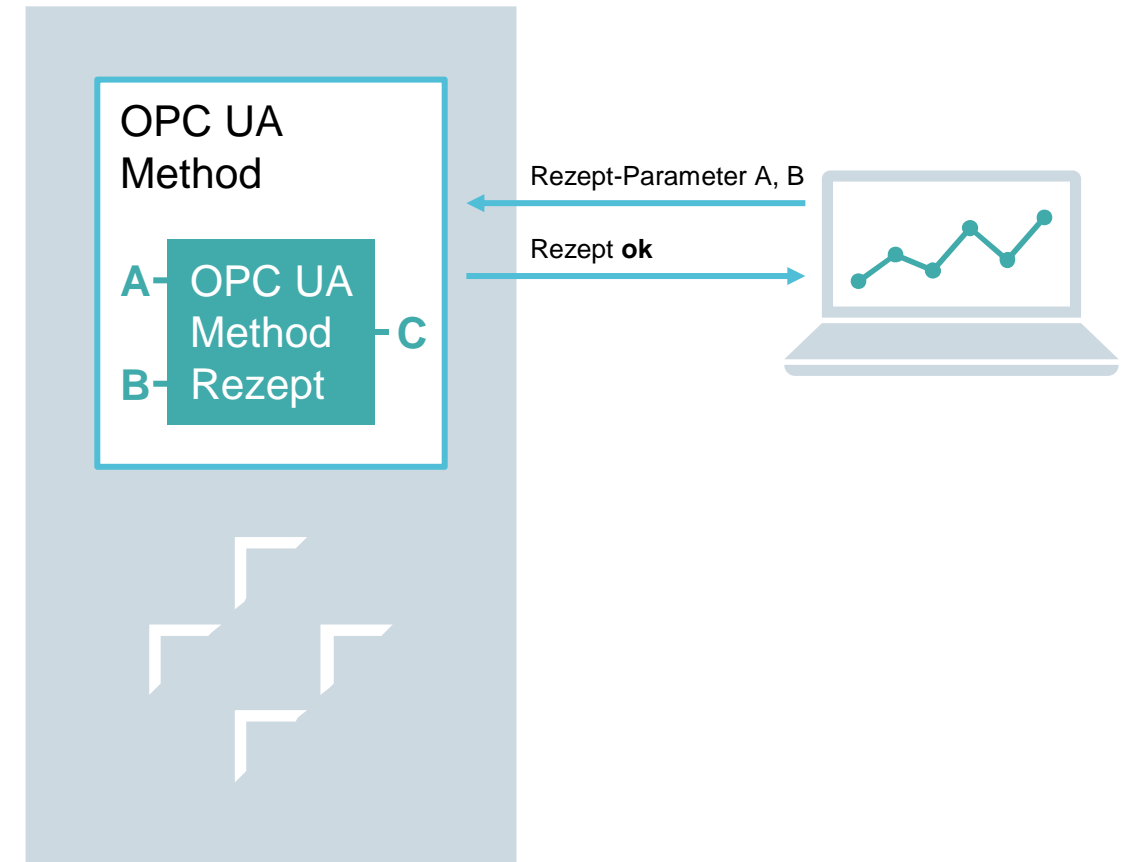 OPC UA
Method
Rezept-Parameter A, B
Rezept ok
A
OPC UA
Method
Rezept
B
C